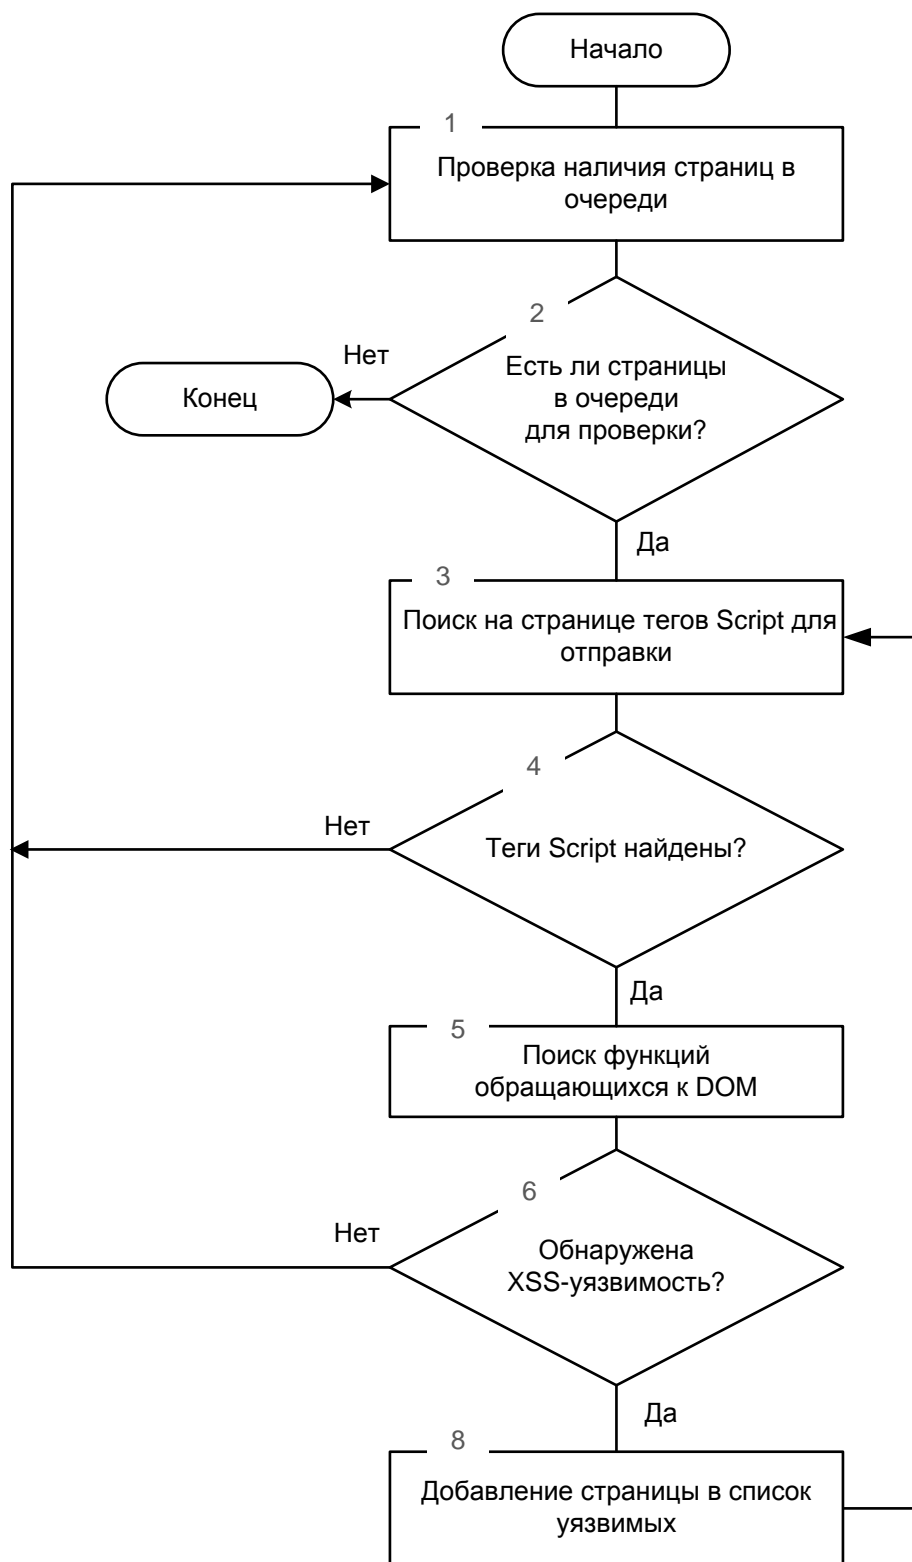 Начало
1
Проверка наличия страниц в
очереди
2
Нет
Есть ли страницы
в очереди
для проверки?
Конец
Да
3
Поиск на странице тегов Script для
отправки
4
Нет
Теги Script найдены?
Да
5
Поиск функций
обращающихся к DOM
6
Нет
Обнаружена
XSS-уязвимость?
Да
8
Добавление страницы в список
уязвимых